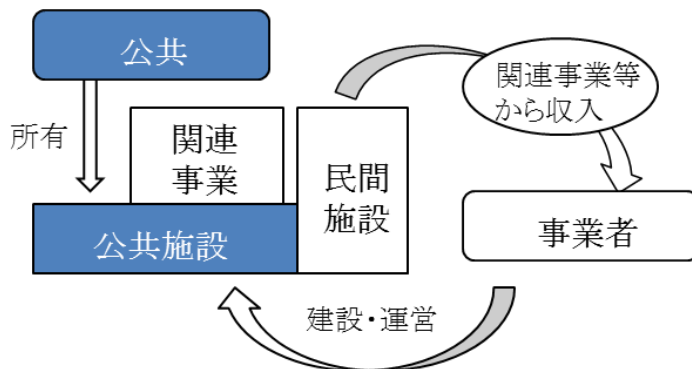 公共
関連事業等
から収入
所有
関連
事業
民間
施設
公共施設
事業者
建設・運営